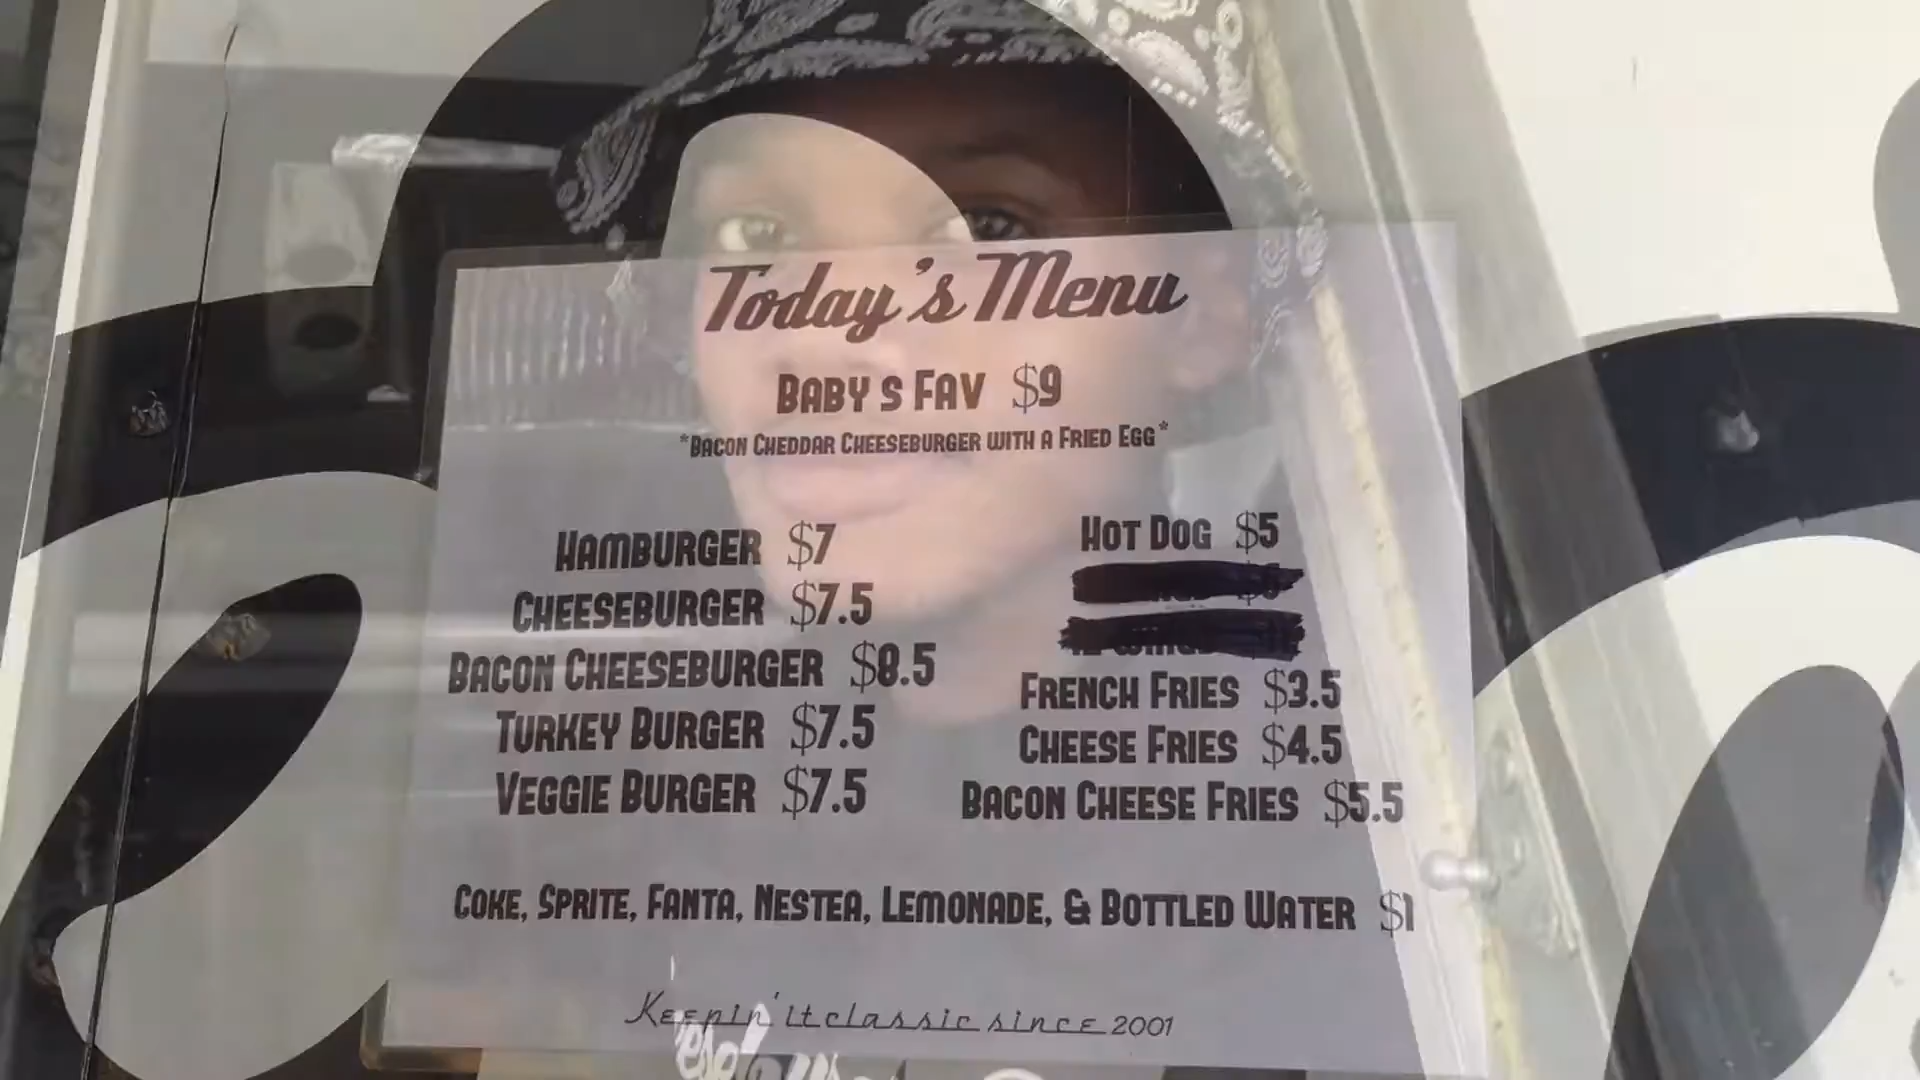 Today's Menu
BABY S FAV $9
*BACON CHEDDAR CHEESEBURGER WITH A FRIED EGG*
HAMBURGER $7
CHEESEBURGER $7.5
BACON CHEESEBURGER $8.5
TURKEY BURGER $7.5
VEGGIE BURGER $7.5
HOT DOG $5
FRENCH FRIES $3.5
CHEESE FRIES $4.5
BACON CHEESE FRIES $5.5
COKE, SPRITE, FANTA, NESTEA, LEMONADE, & BOTTLED WATER $1
Keepin' it classic since 2001